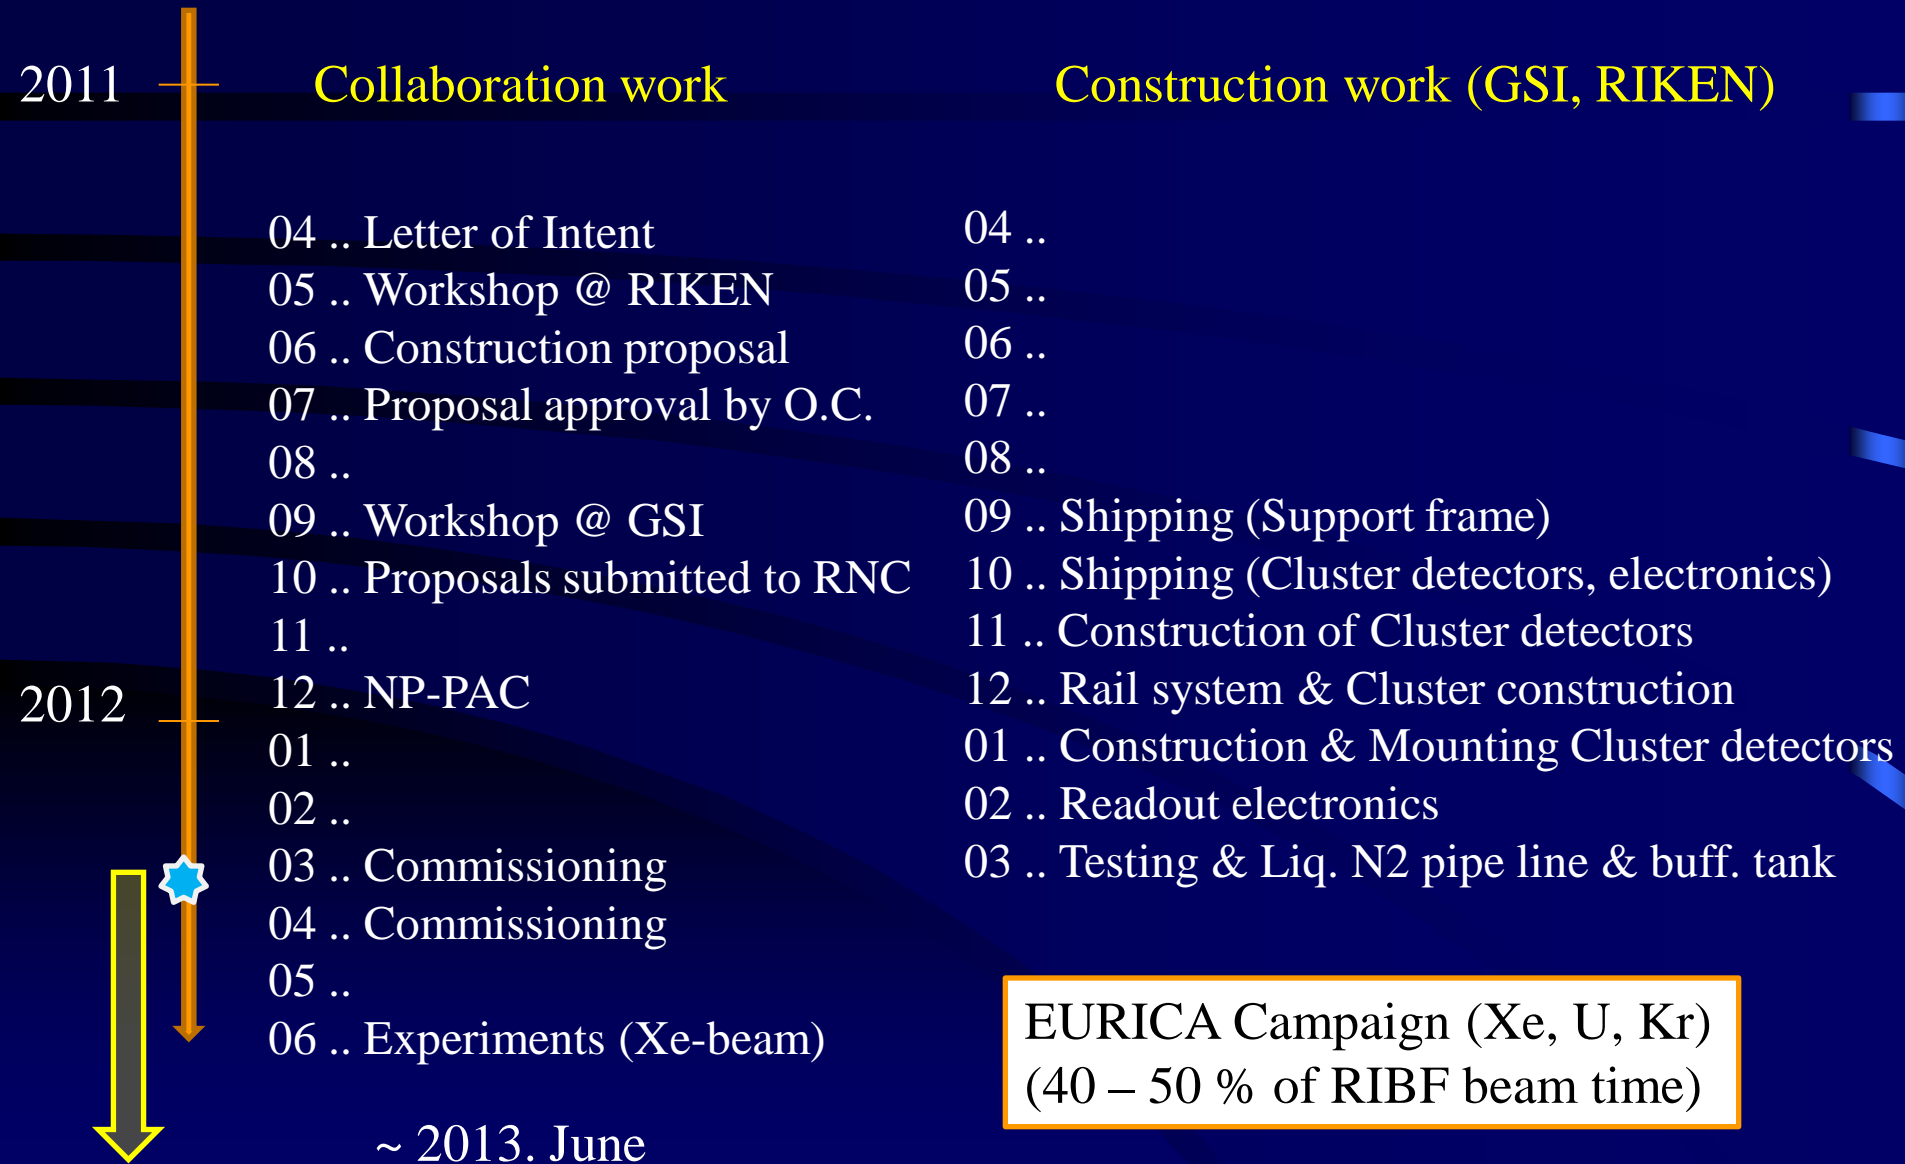 2011
Collaboration work
04 .. Letter of Intent
05 .. Workshop @ RIKEN
06 .. Construction proposal
07 .. Proposal approval by O.C.
08 ..
09 .. Workshop @ GSI
10 .. Proposals submitted to RNC
11 ..
2012
12 .. NP-PAC
01 ..
02 ..
03 .. Commissioning
04 .. Commissioning
05 ..
06 .. Experiments (Xe-beam)
~ 2013. June
Construction work (GSI, RIKEN)
04 ..
05 ..
06 ..
07 ..
08 ..
09 .. Shipping (Support frame)
10 .. Shipping (Cluster detectors, electronics)
11 .. Construction of Cluster detectors
12 .. Rail system & Cluster construction
01 .. Construction & Mounting Cluster detectors
02 .. Readout electronics
03 .. Testing & Liq. N2 pipe line & buff. tank
EURICA Campaign (Xe, U, Kr)
(40 – 50 % of RIBF beam time)